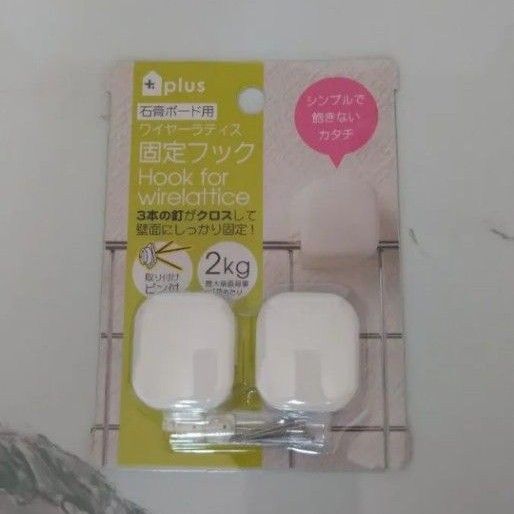 plus
石膏ボード用
ワイヤーラティス
固定フック
Hook for
wirelattice
3本の釘がクロスして
壁面にしっかり固定!
取り付け
ピン付
2kg
シンプルで
飽きない
カタチ